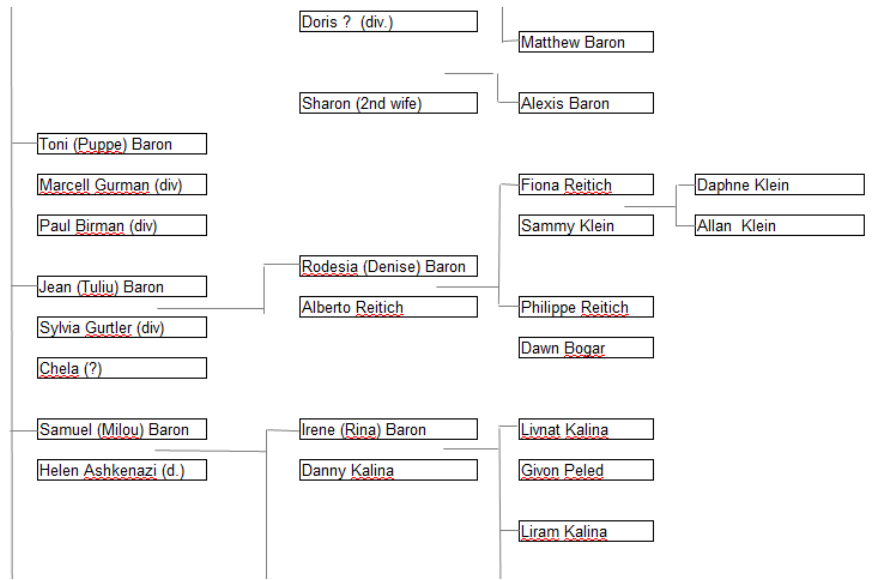 Doris ? (div.)
Matthew Baron
Sharon (2nd wife)
Alexis Baron
Toni (Puppe) Baron
Marcell Gurman (div)
Fiona Reitich
Daphne Klein
Paul Birman (div)
Sammy Klein
Allan Klein
Rodesia (Denise) Baron
Jean (Tuliu) Baron
Alberto Reitich
Philippe Reitich
Sylvia Gurtler (div)
Dawn Bogar
Chela (?)
Samuel (Milou) Baron
Irene (Rina) Baron
Livnat Kalina
Helen Ashkenazi (d.)
Danny Kalina
Givon Peled
Liram Kalina